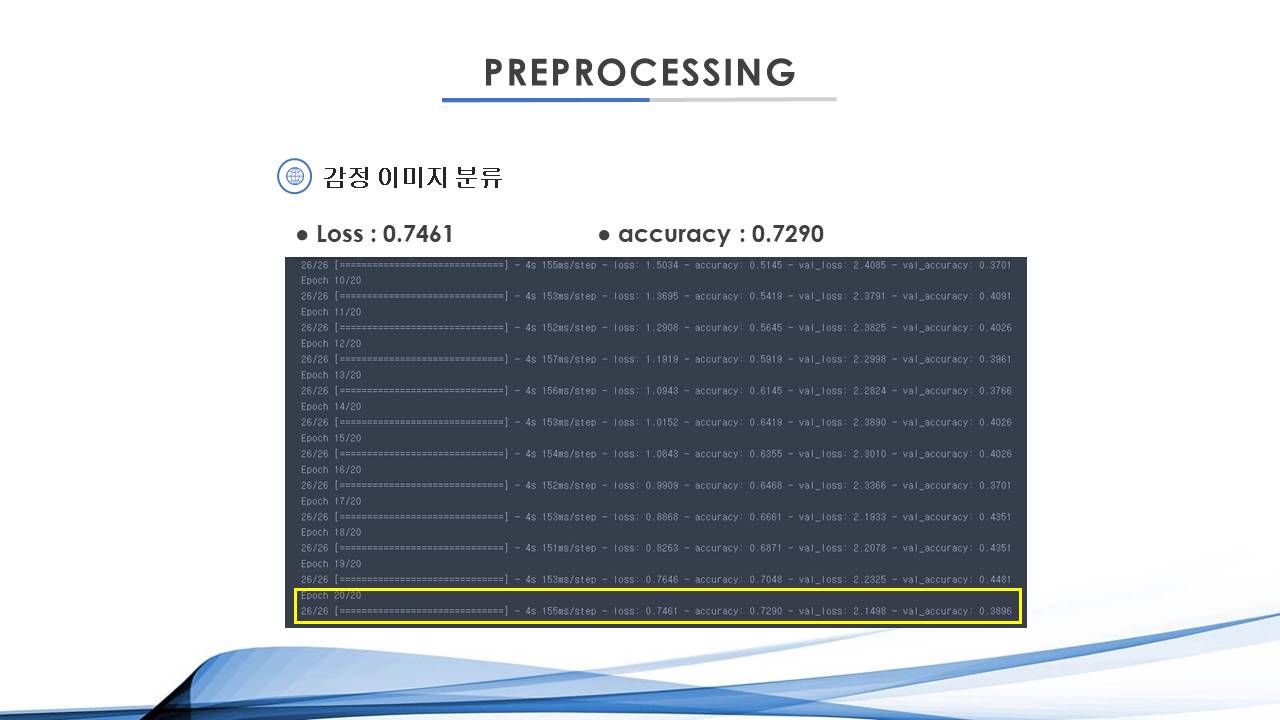 PREPROCESSING
감정 이미지 분류
● Loss : 0.7461
● accuracy : 0.7290
26/26 [==============================] - 4s 155ms/step - loss: 1.5034 - accuracy: 0.5145 - val_loss: 2.4085 - val_accuracy: 0.3701
Epoch 10/20
26/26 [==============================] - 4s 153ms/step - loss: 1.3695 - accuracy: 0.5419 - val_loss: 2.3791 - val_accuracy: 0.4091
Epoch 11/20
26/26 [==============================] - 4s 152ms/step - loss: 1.2908 - accuracy: 0.5645 - val_loss: 2.3825 - val_accuracy: 0.4026
Epoch 12/20
26/26 [==============================] - 4s 157ms/step - loss: 1.1919 - accuracy: 0.5919 - val_loss: 2.2998 - val_accuracy: 0.3961
Epoch 13/20
26/26 [==============================] - 4s 156ms/step - loss: 1.0943 - accuracy: 0.6145 - val_loss: 2.2824 - val_accuracy: 0.3766
Epoch 14/20
26/26 [==============================] - 4s 153ms/step - loss: 1.0152 - accuracy: 0.6419 - val_loss: 2.3890 - val_accuracy: 0.4026
Epoch 15/20
26/26 [==============================] - 4s 154ms/step - loss: 1.0843 - accuracy: 0.6355 - val_loss: 2.3010 - val_accuracy: 0.4026
Epoch 16/20
26/26 [==============================] - 4s 152ms/step - loss: 0.9909 - accuracy: 0.6468 - val_loss: 2.3366 - val_accuracy: 0.3701
Epoch 17/20
26/26 [==============================] - 4s 153ms/step - loss: 0.8868 - accuracy: 0.6661 - val_loss: 2.1933 - val_accuracy: 0.4351
Epoch 18/20
26/26 [==============================] - 4s 151ms/step - loss: 0.8263 - accuracy: 0.6871 - val_loss: 2.2078 - val_accuracy: 0.4351
Epoch 19/20
26/26 [==============================] - 4s 153ms/step - loss: 0.7646 - accuracy: 0.7048 - val_loss: 2.2325 - val_accuracy: 0.4481
Epoch 20/20
26/26 [==============================] - 4s 155ms/step - loss: 0.7461 - accuracy: 0.7290 - val_loss: 2.1498 - val_accuracy: 0.3896